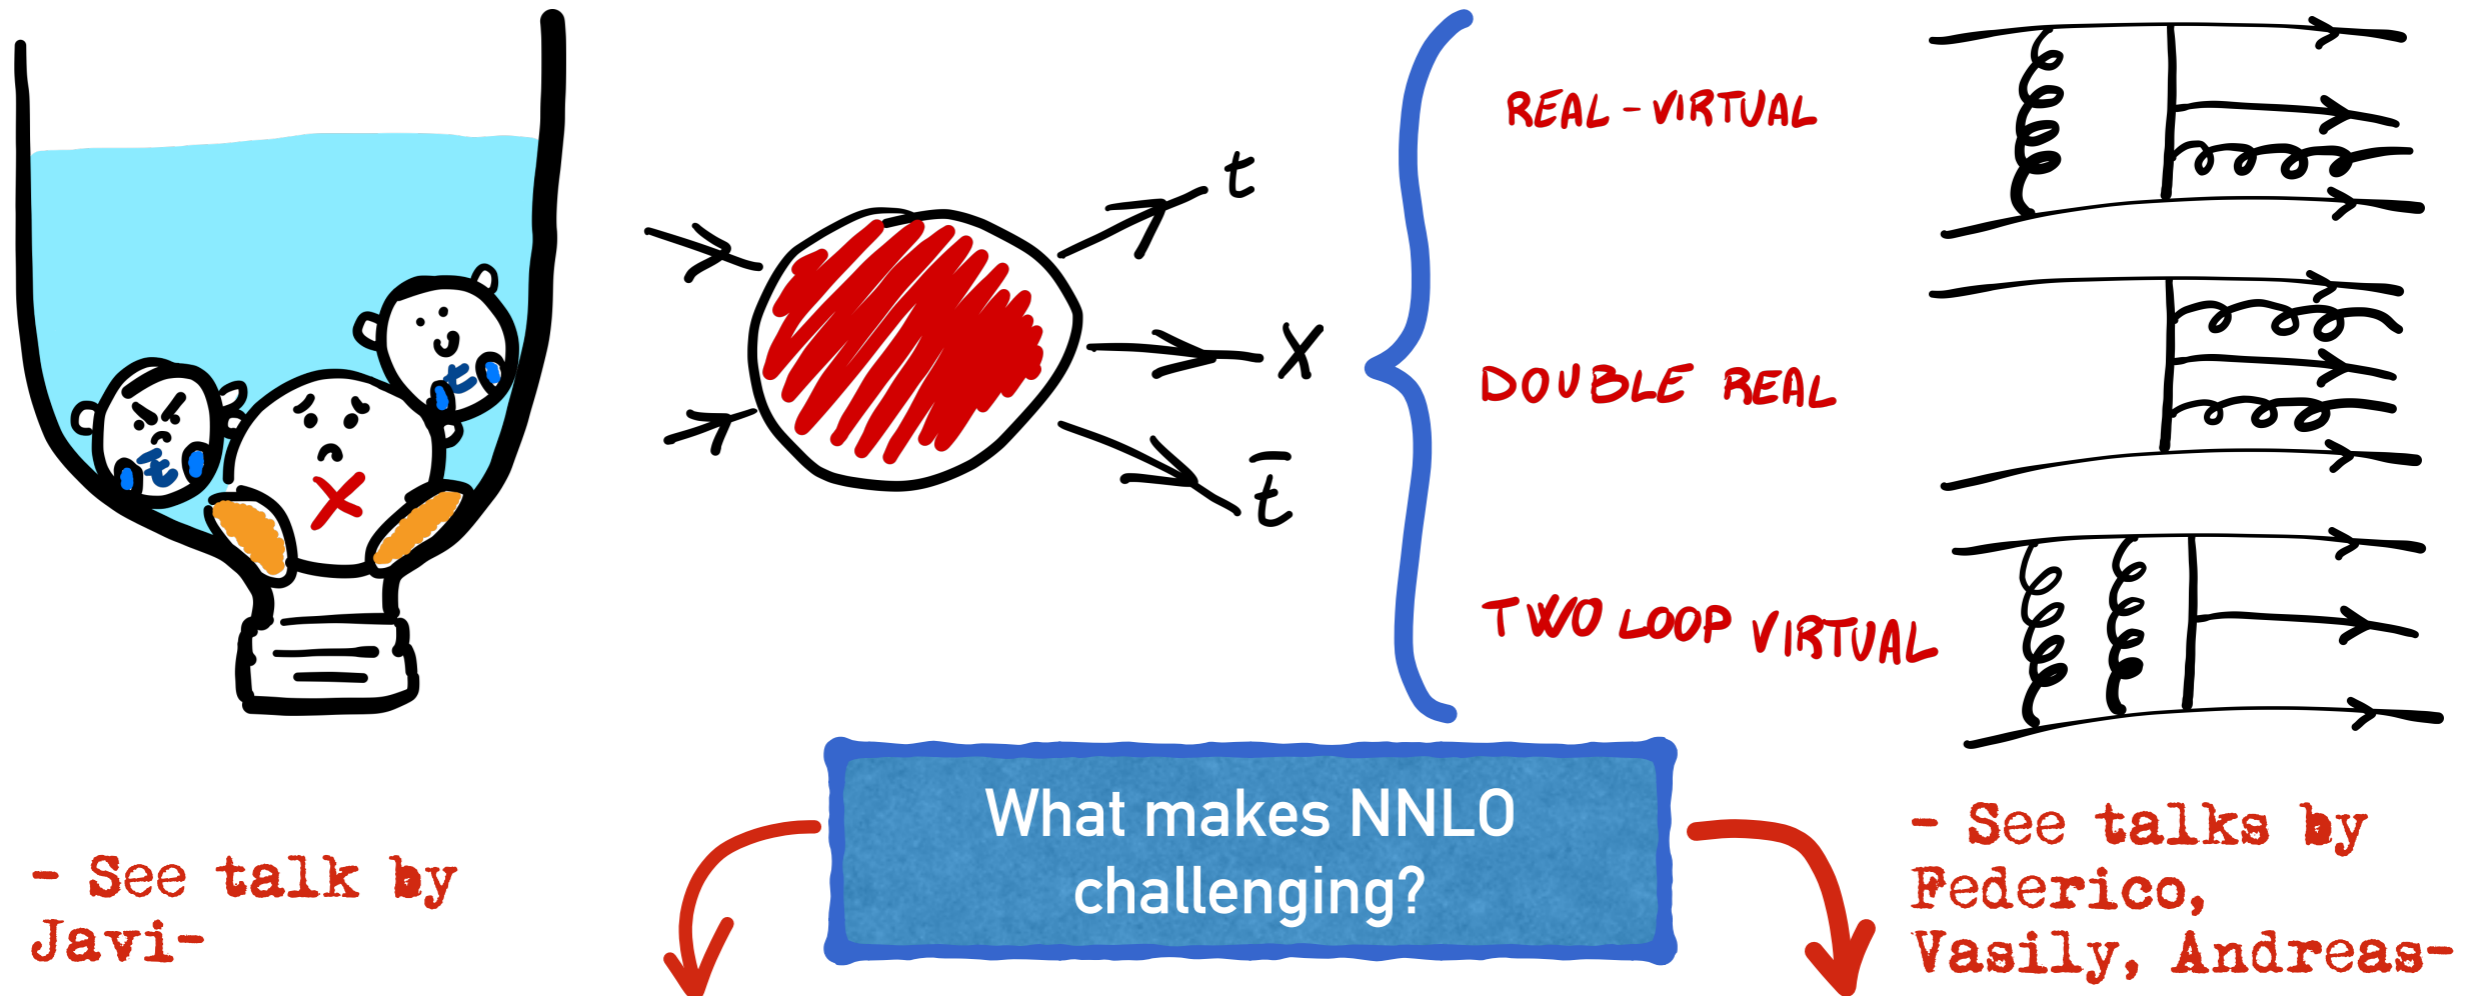 REAL-VIRTUAL
t
X
t̄
DOUBLE REAL
t̄
X
t
TWO LOOP VIRTUAL
What makes NNLO
challenging?
- See talk by
Javi-
- See talks by
Federico,
Vasily, Andreas-